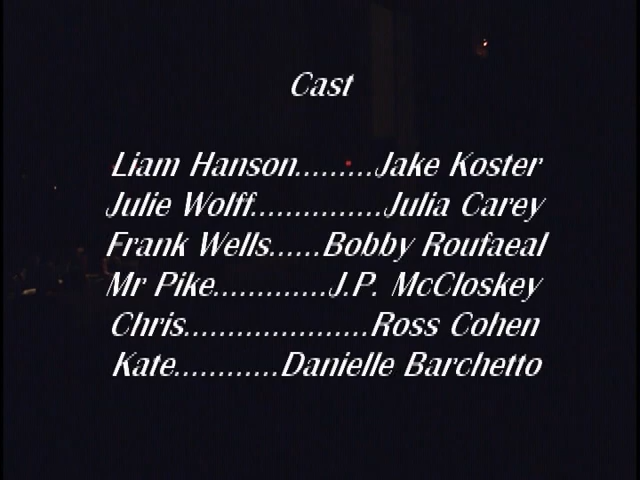 Cast
Liam Hanson.........Jake Koster
Julie Wolff...............Julia Carey
Frank Wells......Bobby Roufaeal
Mr Pike.............J.P. McCloskey
Chris.....................Ross Cohen
Kate............Danielle Barchetto